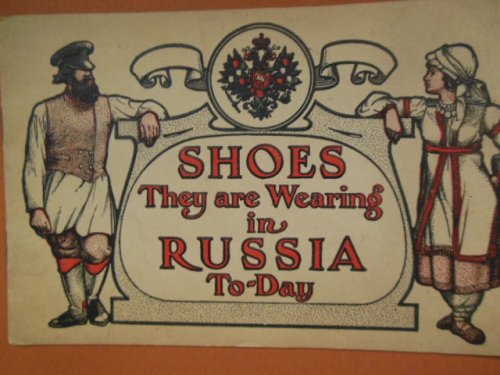 SHOES
They are Wearing
in
RUSSIA
To-Day